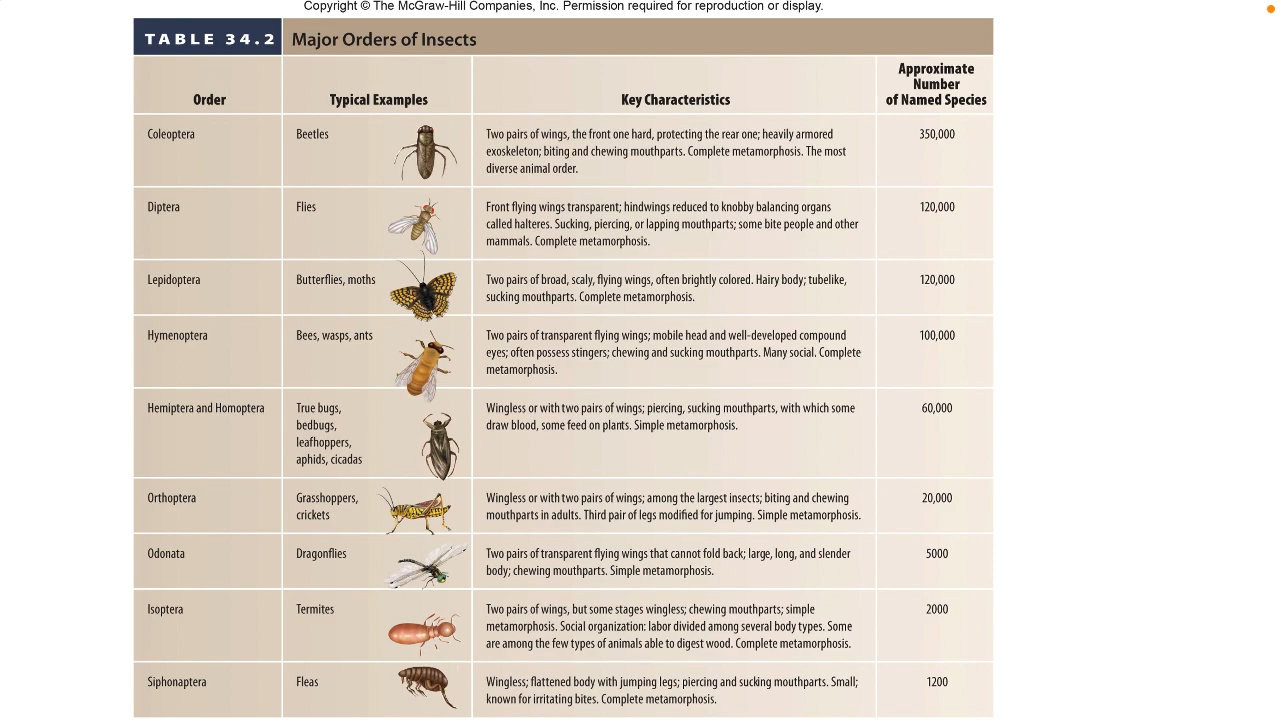 Copyright © The McGraw-Hill Companies, Inc. Permission required for reproduction or display.
TABLE 34.2 Major Orders of Insects
Order
Typical Examples
Key Characteristics
Approximate
Number
of Named Species
Coleoptera
Beetles
Two pairs of wings, the front one hard, protecting the rear one; heavily armored
exoskeleton; biting and chewing mouthparts. Complete metamorphosis. The most
diverse animal order.
350,000
Diptera
Flies
Front flying wings transparent; hindwings reduced to knobby balancing organs
called halteres. Sucking, piercing, or lapping mouthparts; some bite people and other
mammals. Complete metamorphosis.
120,000
Lepidoptera
Butterflies, moths
Two pairs of broad, scaly, flying wings, often brightly colored. Hairy body; tubelike,
sucking mouthparts. Complete metamorphosis.
120,000
Hymenoptera
Bees, wasps, ants
Two pairs of transparent flying wings; mobile head and well-developed compound
eyes; often possess stingers; chewing and sucking mouthparts. Many social. Complete
metamorphosis.
100,000
Hemiptera and Homoptera
True bugs,
bedbugs,
leafhoppers,
aphids, cicadas
Wingless or with two pairs of wings; piercing, sucking mouthparts, with which some
draw blood, some feed on plants. Simple metamorphosis.
60,000
Orthoptera
Grasshoppers,
crickets
Wingless or with two pairs of wings; among the largest insects; biting and chewing
mouthparts in adults. Third pair of legs modified for jumping. Simple metamorphosis.
20,000
Odonata
Dragonflies
Two pairs of transparent flying wings that cannot fold back; large, long, and slender
body; chewing mouthparts. Simple metamorphosis.
5000
Isoptera
Termites
Two pairs of wings, but some stages wingless; chewing mouthparts; simple
metamorphosis. Social organization: labor divided among several body types. Some
are among the few types of animals able to digest wood. Complete metamorphosis.
2000
Siphonaptera
Fleas
Wingless; flattened body with jumping legs; piercing and sucking mouthparts. Small;
known for irritating bites. Complete metamorphosis.
1200